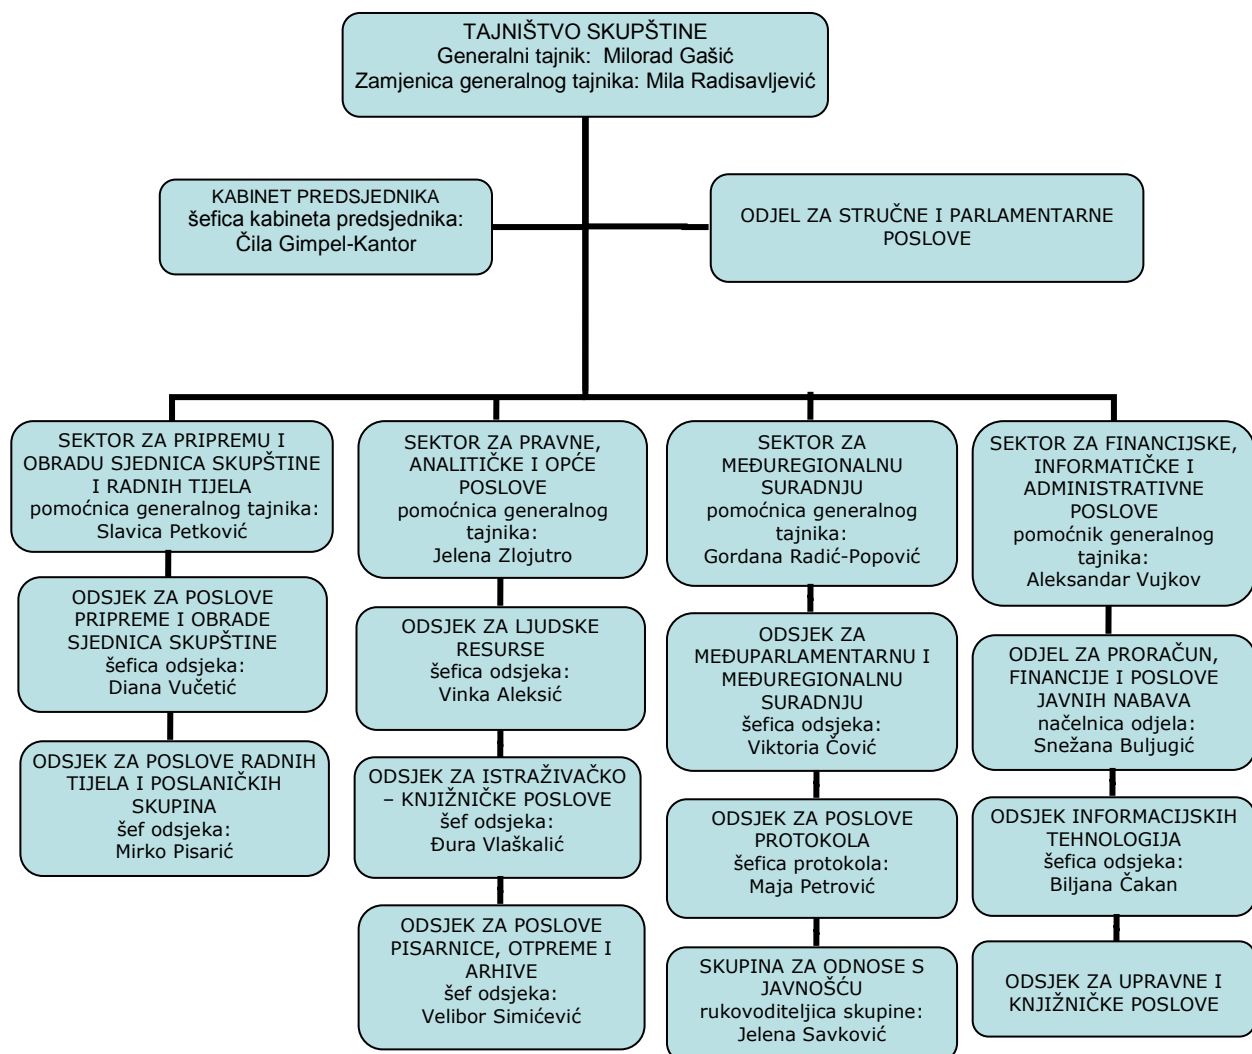 TAJNIŠTVO SKUPŠTINE
Generalni tajnik: Milorad Gašić
Zamjenica generalnog tajnika: Mila Radisavljević
KABINET PREDSJEDNIKA
šefica kabineta predsjednika:
Čila Gimpel-Kantor
ODJEL ZA STRUČNE I PARLAMENTARNE
POSLOVE
SEKTOR ZA PRIPREMU I
OBRADU SJEDNICA SKUPŠTINE
I RADNIH TIJELA
pomoćnica generalnog tajnika:
Slavica Petković
ODSJEK ZA POSLOVE
PRIPREME I OBRADE
SJEDNICA SKUPŠTINE
šefica odsjeka:
Diana Vučetić
ODSJEK ZA POSLOVE RADNIH
TIJELA I POSLANIČKIH
SKUPINA
šef odsjeka:
Mirko Pisarić
SEKTOR ZA PRAVNE,
ANALITIČKE I OPĆE
POSLOVE
pomoćnica generalnog
tajnika:
Jelena Zlojutro
ODSJEK ZA LJUDSKE
RESURSE
šefica odsjeka:
Vinka Aleksić
ODSJEK ZA ISTRAŽIVAČKO
– KNJIŽNIČKE POSLOVE
šef odsjeka:
Đura Vlaškalić
ODSJEK ZA POSLOVE
PISARNICE, OTPREME I
ARHIVE
šef odsjeka:
Velibor Simićević
SEKTOR ZA
MEĐUREGIONALNU
SURADNJU
pomoćnica generalnog
tajnika:
Gordana Radić-Popović
ODSJEK ZA
MEĐUPARLAMENTARNU I
MEĐUREGIONALNU
SURADNJU
šefica odsjeka:
Viktoria Čović
ODSJEK ZA POSLOVE
PROTOKOLA
šefica protokola:
Maja Petrović
SKUPINA ZA ODNOSE S
JAVNOŠĆU
rukovoditeljica skupine:
Jelena Savković
SEKTOR ZA FINANCIJSKE,
INFORMATIČKE I
ADMINISTRATIVNE
POSLOVE
pomoćnik generalnog
tajnika:
Aleksandar Vujkov
ODJEL ZA PRORAČUN,
FINANCIJE I POSLOVE
JAVNIH NABAVA
načelnica odjela:
Snežana Buljugić
ODSJEK INFORMACIJSKIH
TEHNOLOGIJA
šefica odsjeka:
Biljana Čakan
ODSJEK ZA UPRAVNE I
KNJIŽNIČKE POSLOVE